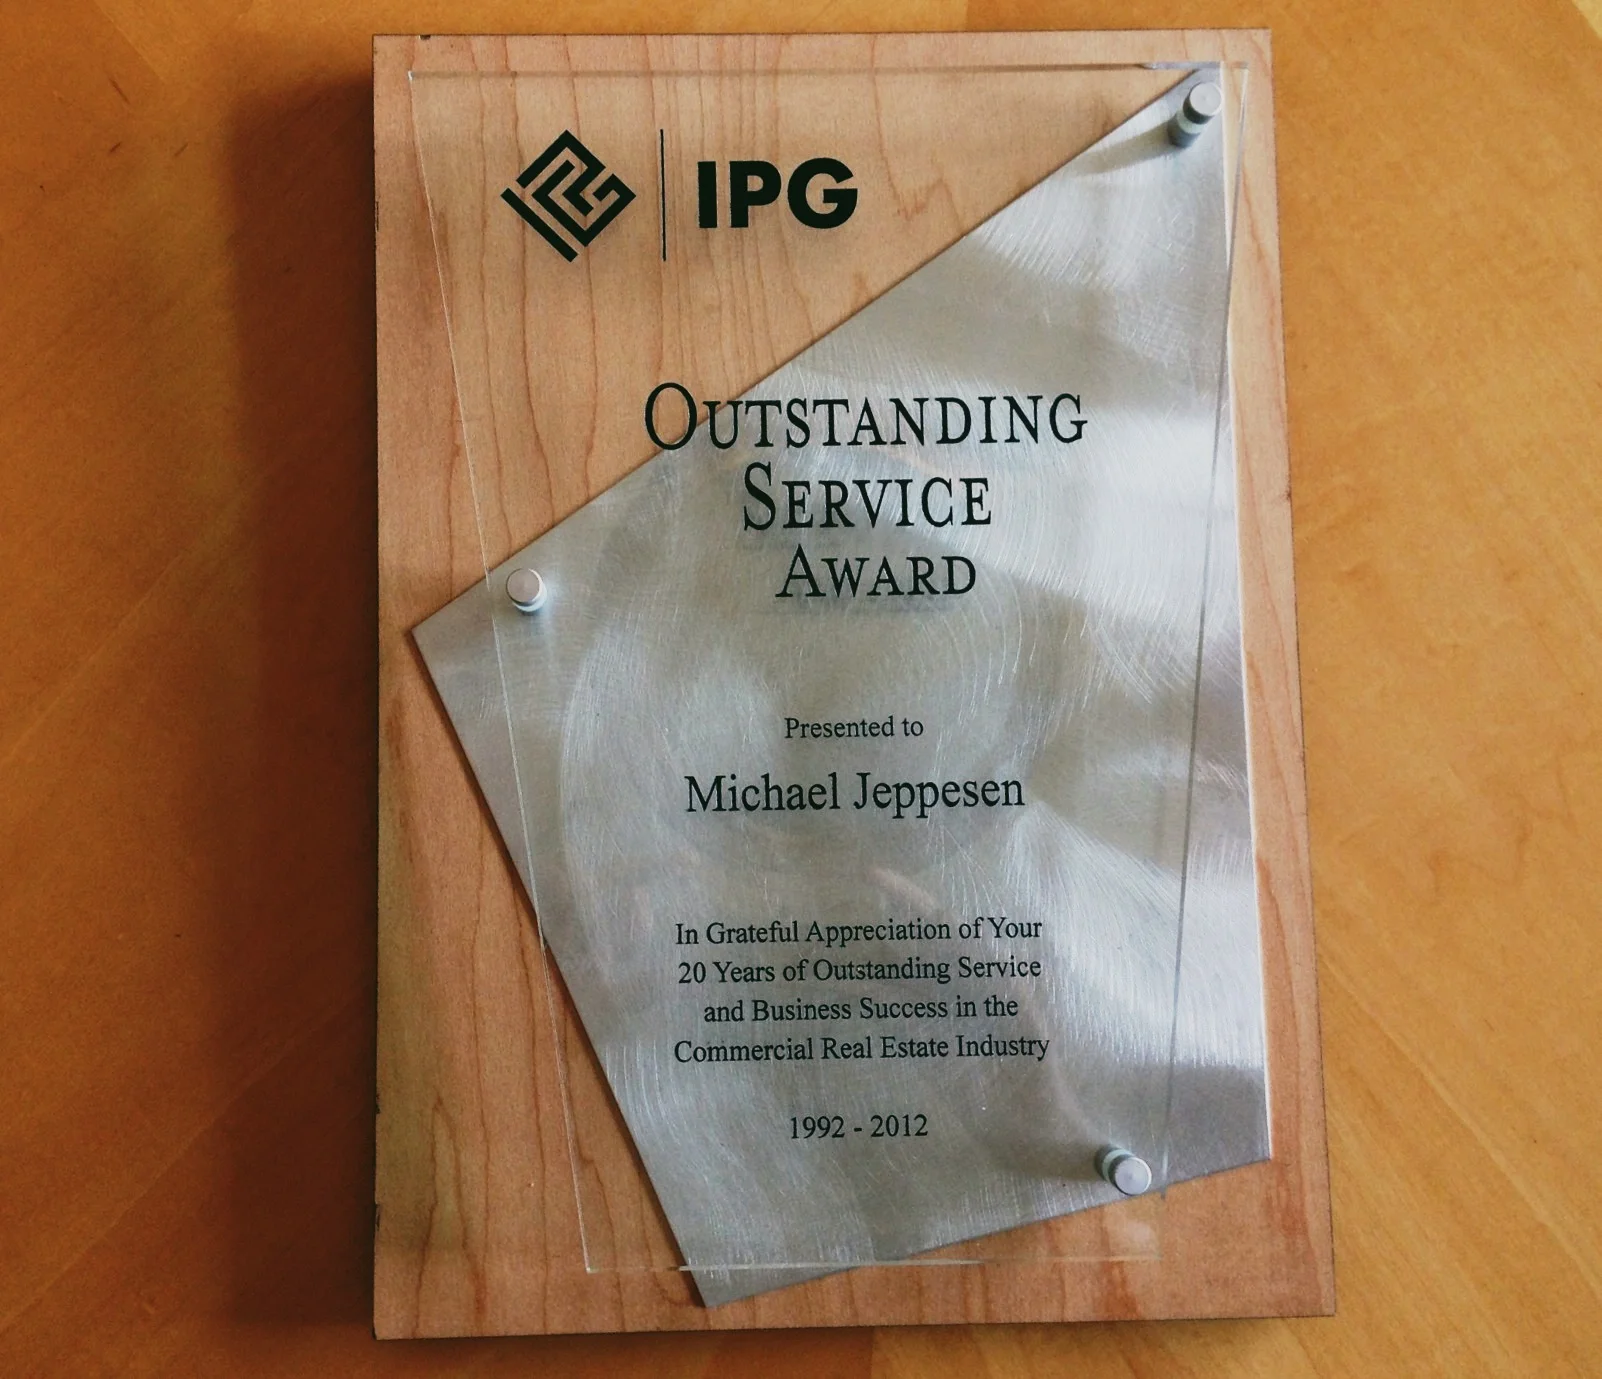 IPG
OUTSTANDING
SERVICE
AWARD
Presented to
Michael Jeppesen
In Grateful Appreciation of Your
20 Years of Outstanding Service
and Business Success in the
Commercial Real Estate Industry
1992 - 2012